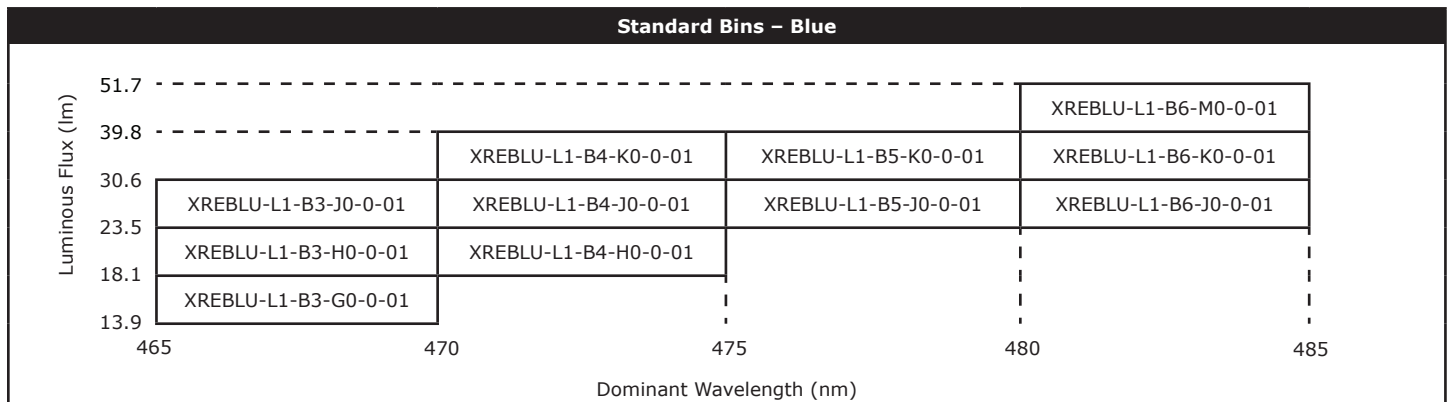 Standard Bins – Blue
Luminous Flux (lm)
51.7
XREBLU-L1-B6-M0-0-01
39.8
XREBLU-L1-B4-K0-0-01 XREBLU-L1-B5-K0-0-01 XREBLU-L1-B6-K0-0-01
30.6
XREBLU-L1-B3-J0-0-01 XREBLU-L1-B4-J0-0-01 XREBLU-L1-B5-J0-0-01 XREBLU-L1-B6-J0-0-01
23.5
XREBLU-L1-B3-H0-0-01 XREBLU-L1-B4-H0-0-01
18.1
XREBLU-L1-B3-G0-0-01
13.9
465 470 475 480 485
Dominant Wavelength (nm)